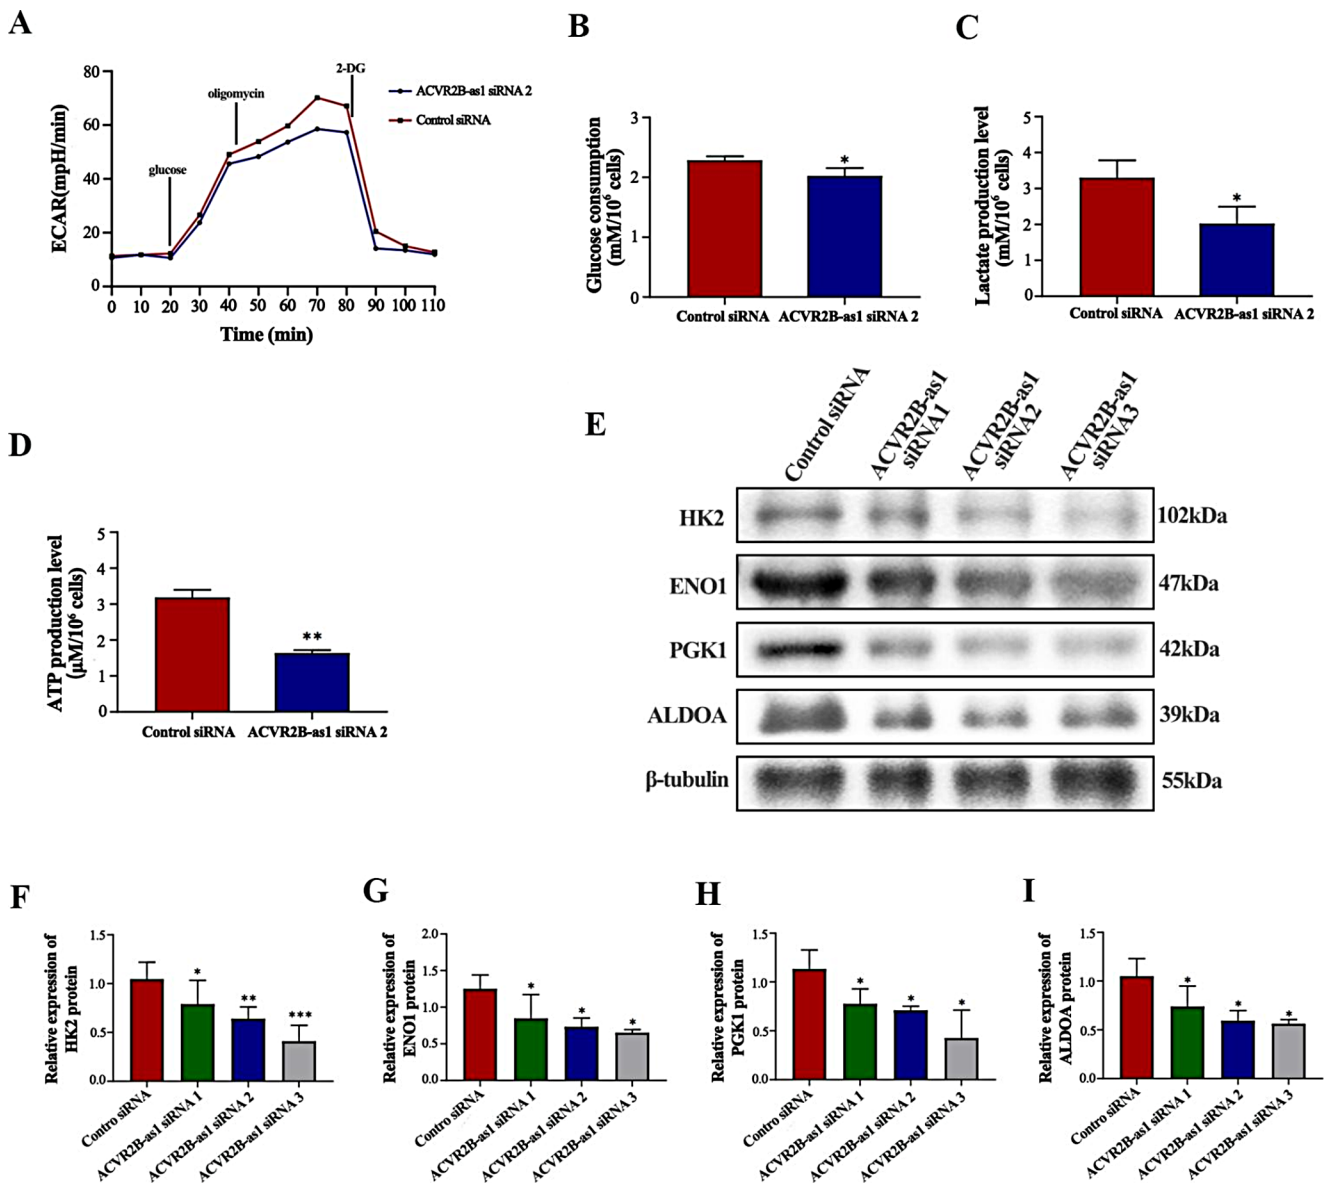 A
80
60
40
20
0
ECAR(mpH/min)
glucose
oligomycin
2-DG
ACVR2B-as1 siRNA 2
Control siRNA
0 10 20 30 40 50 60 70 80 90 100 110
Time (min)
B
3
2
1
0
Glucose consumption
(mM/10⁶ cells)
*
Control siRNA ACVR2B-as1 siRNA 2
C
5
4
3
2
1
0
Lactate production level
(mM/10⁶ cells)
*
Control siRNA ACVR2B-as1 siRNA 2
D
5
4
3
2
1
0
ATP production level
(μM/10⁶ cells)
**
Control siRNA ACVR2B-as1 siRNA 2
E
Control siRNA
ACVR2B-as1
siRNA1
ACVR2B-as1
siRNA2
ACVR2B-as1
siRNA3
HK2 102kDa
ENO1 47kDa
PGK1 42kDa
ALDOA 39kDa
β-tubulin 55kDa
F
1.5
1.0
0.5
0.0
Relative expression of
HK2 protein
* ** ***
Contro siRNA
ACVR2B-as1 siRNA 1
ACVR2B-as1 siRNA 2
ACVR2B-as1 siRNA 3
G
2.0
1.5
1.0
0.5
0.0
Relative expression of
ENO1 protein
* * *
Contro siRNA
ACVR2B-as1 siRNA 1
ACVR2B-as1 siRNA 2
ACVR2B-as1 siRNA 3
H
1.5
1.0
0.5
0.0
Relative expression of
PGK1 protein
* * *
Contro siRNA
ACVR2B-as1 siRNA 1
ACVR2B-as1 siRNA 2
ACVR2B-as1 siRNA 3
I
1.5
1.0
0.5
0.0
Relative expression of
ALDOA protein
* * *
Contro siRNA
ACVR2B-as1 siRNA 1
ACVR2B-as1 siRNA 2
ACVR2B-as1 siRNA 3